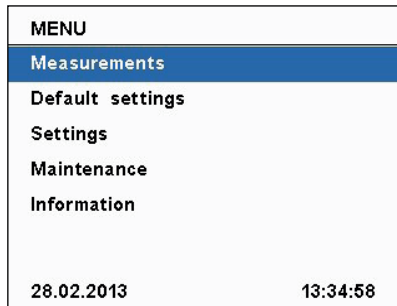 MENU
Measurements
Default settings
Settings
Maintenance
Information
28.02.2013 13:34:58